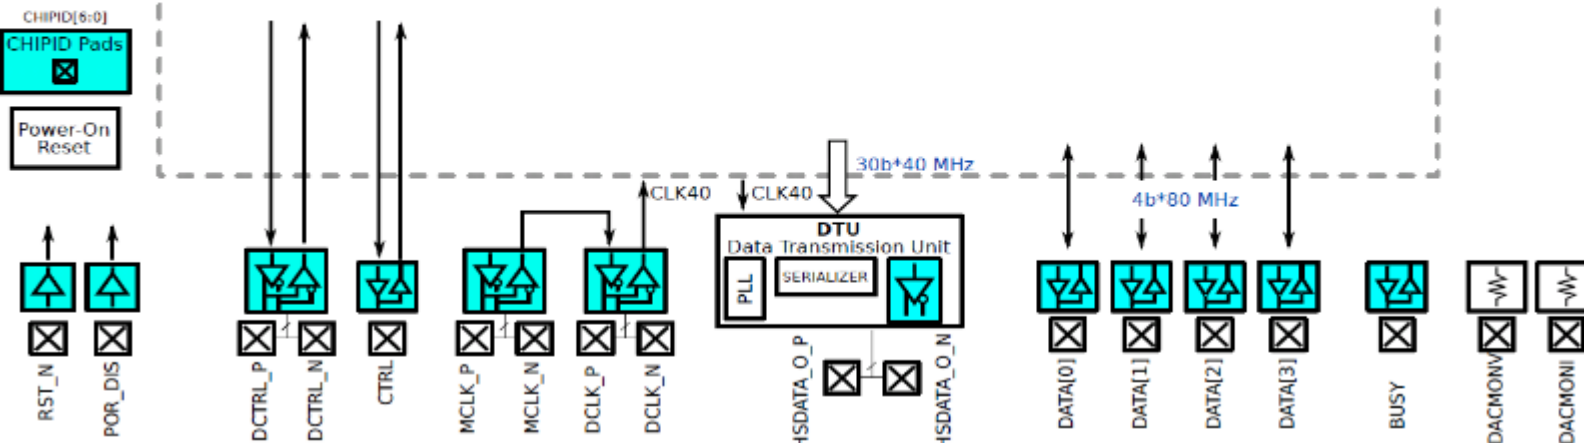 CHIPID[6:0]
CHIPID Pads
Power-On
Reset
30b*40 MHz
CLK40
CLK40
4b*80 MHz
DTU
Data Transmission Unit
PLL
SERIALIZER
RST_N
POR_DIS
DCTRL_P
DCTRL_N
CTRL
MCLK_P
MCLK_N
DCLK_P
DCLK_N
HSDATA_O_P
HSDATA_O_N
DATA[0]
DATA[1]
DATA[2]
DATA[3]
BUSY
DACMONV
DACMONI